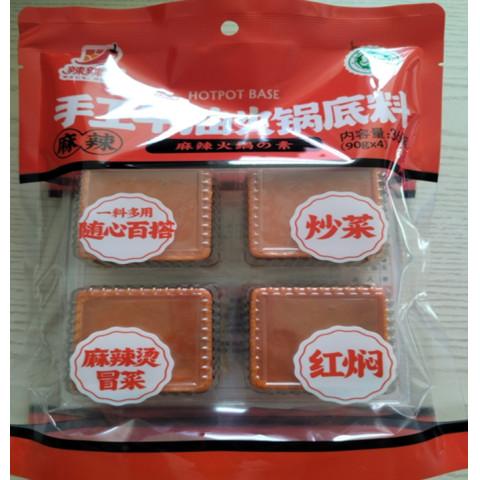 HOTPOT BASE
手工牛油火锅底料
麻辣
麻辣火鍋の素
内容量:
(90g×4)
一料多用
随心百搭
炒菜
麻辣烫
冒菜
红焖